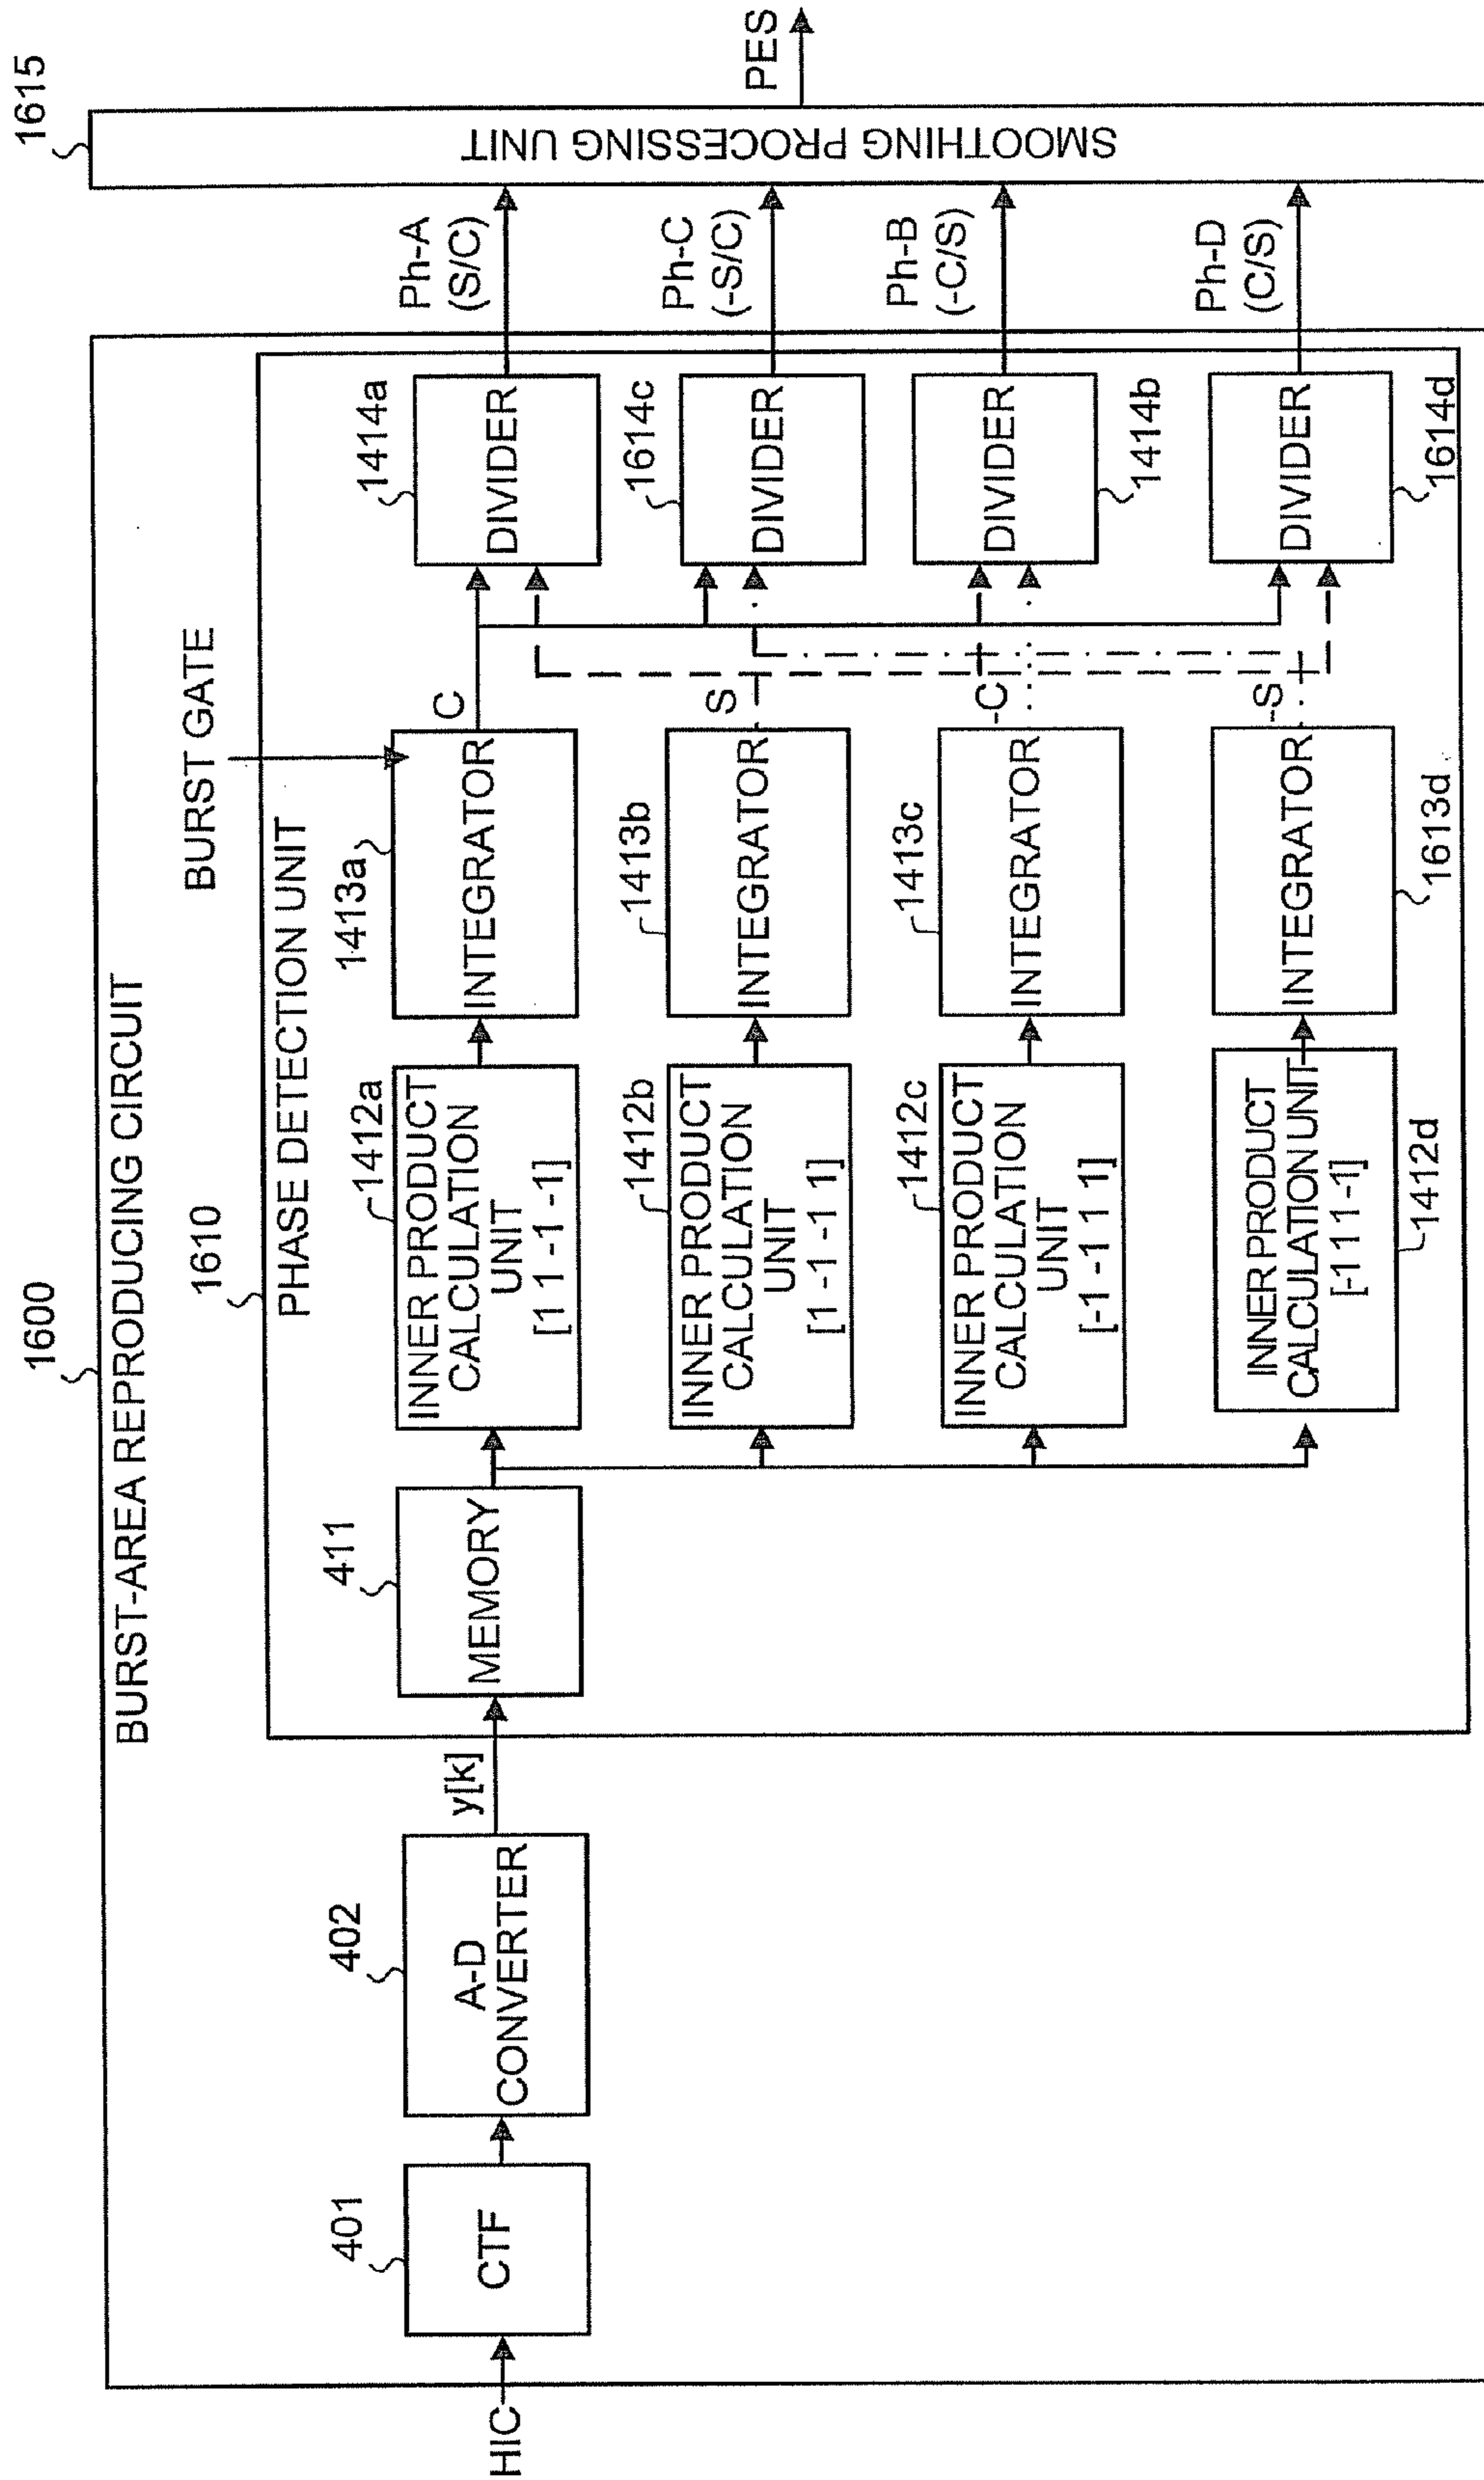 1600
BURST-AREA REPRODUCING CIRCUIT
HIC
401
CTF
402
A-D
CONVERTER
y[k]
1610
PHASE DETECTION UNIT
411
MEMORY
1412a
INNER PRODUCT
CALCULATION
UNIT
[1 1 -1 -1]
1412b
INNER PRODUCT
CALCULATION
UNIT
[1 -1 -1 1]
1412c
INNER PRODUCT
CALCULATION
UNIT
[-1 -1 1 1]
INNER PRODUCT
CALCULATION UNIT
[-1 1 1 -1]
1412d
BURST GATE
1413a
INTEGRATOR
C
1413b
INTEGRATOR
S
1413c
INTEGRATOR
-C
INTEGRATOR
-S
1613d
1414a
DIVIDER
1614c
DIVIDER
DIVIDER
1414b
DIVIDER
1614d
Ph-A
(S/C)
Ph-C
(-S/C)
Ph-B
(-C/S)
Ph-D
(C/S)
1615
SMOOTHING PROCESSING UNIT
PES